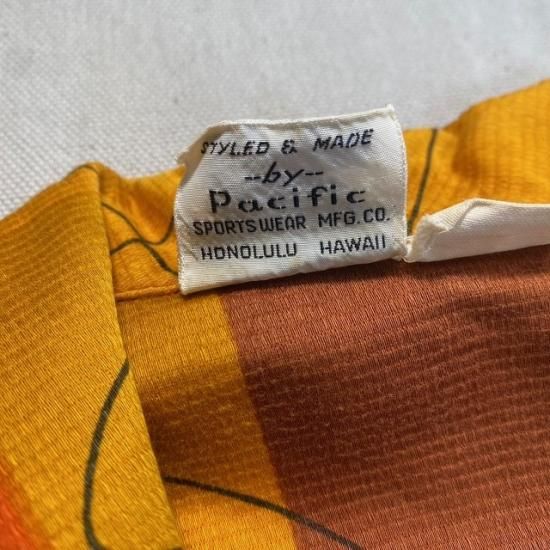 STYLED & MADE
--by--
Pacific
SPORTSWEAR MFG. CO.
HONOLULU HAWAII